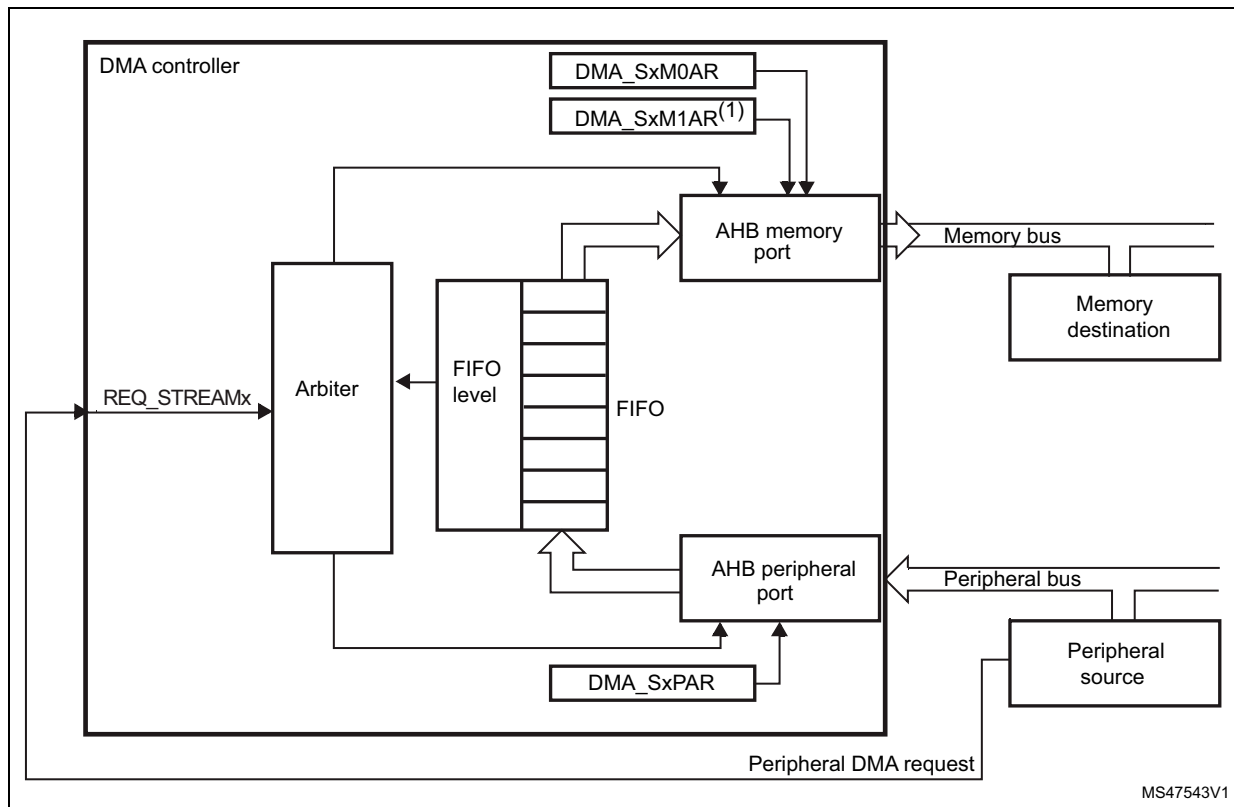 DMA controller
DMA_SxM0AR
DMA_SxM1AR(1)
AHB memory
port
Memory bus
Memory
destination
REQ_STREAMx
Arbiter
FIFO
level
FIFO
AHB peripheral
port
Peripheral bus
Peripheral
source
DMA_SxPAR
Peripheral DMA request
MS47543V1